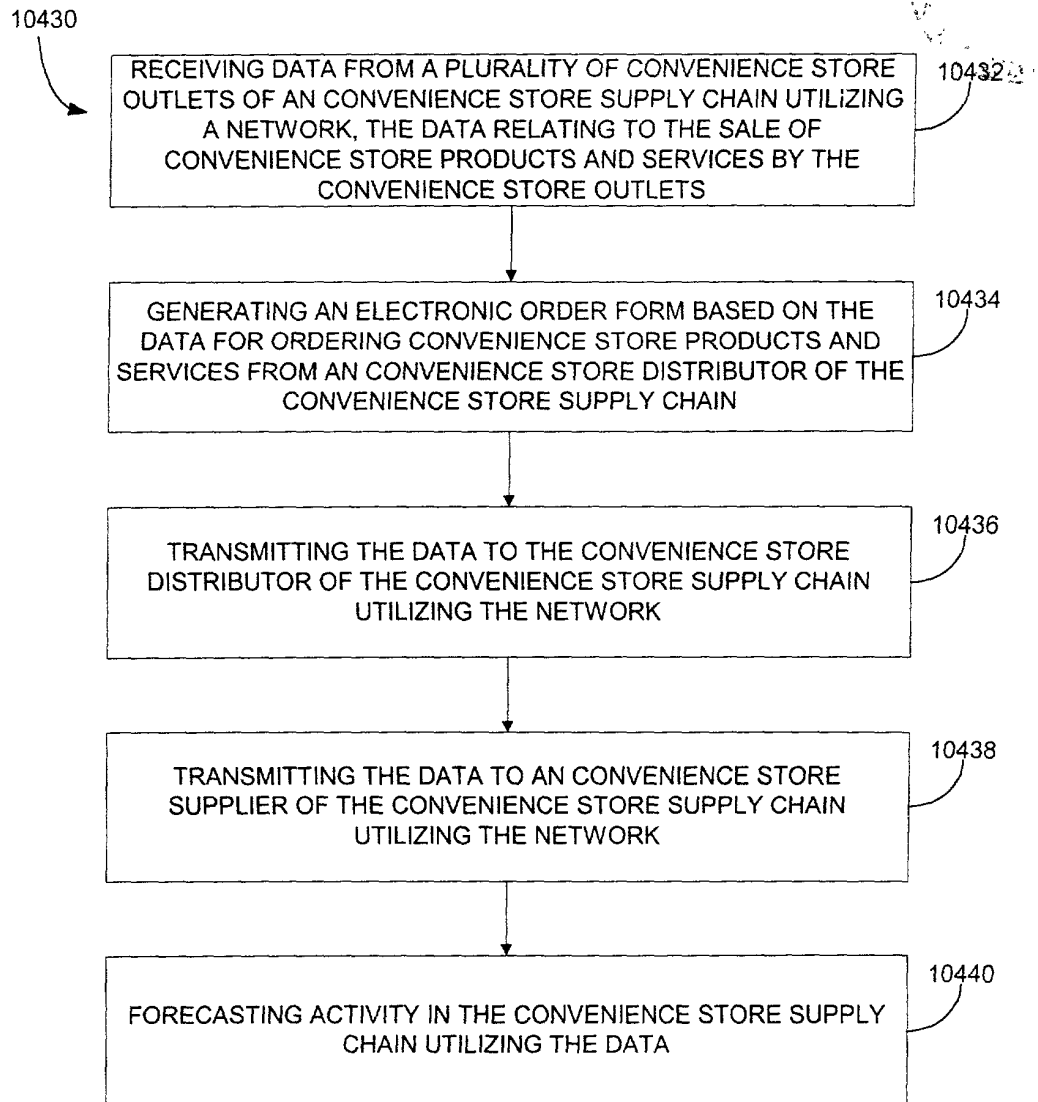 10430
RECEIVING DATA FROM A PLURALITY OF CONVENIENCE STORE
OUTLETS OF AN CONVENIENCE STORE SUPPLY CHAIN UTILIZING
A NETWORK, THE DATA RELATING TO THE SALE OF
CONVENIENCE STORE PRODUCTS AND SERVICES BY THE
CONVENIENCE STORE OUTLETS
10432
GENERATING AN ELECTRONIC ORDER FORM BASED ON THE
DATA FOR ORDERING CONVENIENCE STORE PRODUCTS AND
SERVICES FROM AN CONVENIENCE STORE DISTRIBUTOR OF THE
CONVENIENCE STORE SUPPLY CHAIN
10434
TRANSMITTING THE DATA TO THE CONVENIENCE STORE
DISTRIBUTOR OF THE CONVENIENCE STORE SUPPLY CHAIN
UTILIZING THE NETWORK
10436
TRANSMITTING THE DATA TO AN CONVENIENCE STORE
SUPPLIER OF THE CONVENIENCE STORE SUPPLY CHAIN
UTILIZING THE NETWORK
10438
FORECASTING ACTIVITY IN THE CONVENIENCE STORE SUPPLY
CHAIN UTILIZING THE DATA
10440